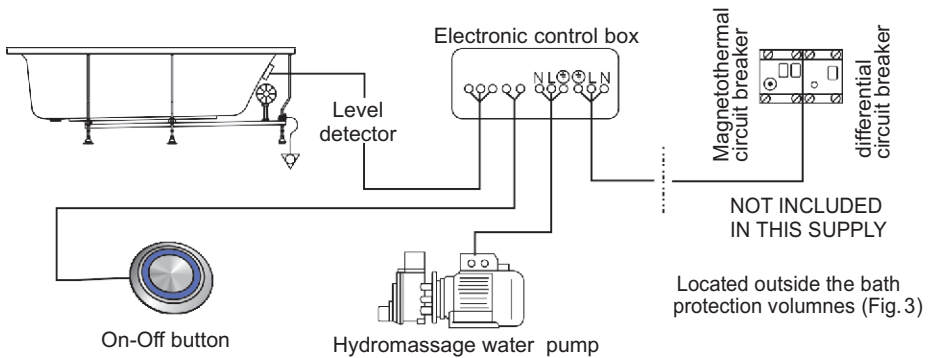 Electronic control box
N L L N
Level
detector
Magnetothermal
circuit breaker
differential
circuit breaker
NOT INCLUDED
IN THIS SUPPLY
Located outside the bath
protection volumnes (Fig. 3)
On-Off button
Hydromassage water pump